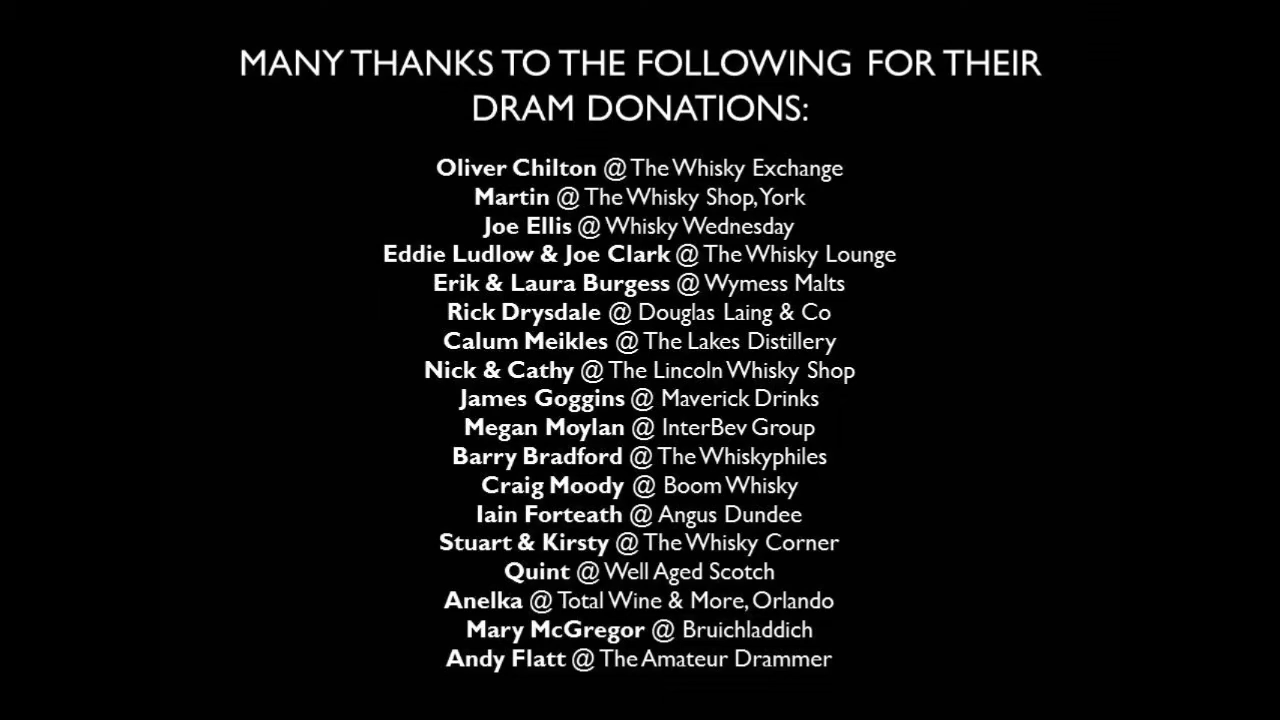 MANY THANKS TO THE FOLLOWING FOR THEIR
DRAM DONATIONS:
Oliver Chilton @ The Whisky Exchange
Martin @ The Whisky Shop, York
Joe Ellis @ Whisky Wednesday
Eddie Ludlow & Joe Clark @ The Whisky Lounge
Erik & Laura Burgess @ Wymess Malts
Rick Drysdale @ Douglas Laing & Co
Calum Meikles @ The Lakes Distillery
Nick & Cathy @ The Lincoln Whisky Shop
James Goggins @ Maverick Drinks
Megan Moylan @ InterBev Group
Barry Bradford @ The Whiskyphiles
Craig Moody @ Boom Whisky
Iain Forteath @ Angus Dundee
Stuart & Kirsty @ The Whisky Corner
Quint @ Well Aged Scotch
Anelka @ Total Wine & More, Orlando
Mary McGregor @ Bruichladdich
Andy Flatt @ The Amateur Drammer